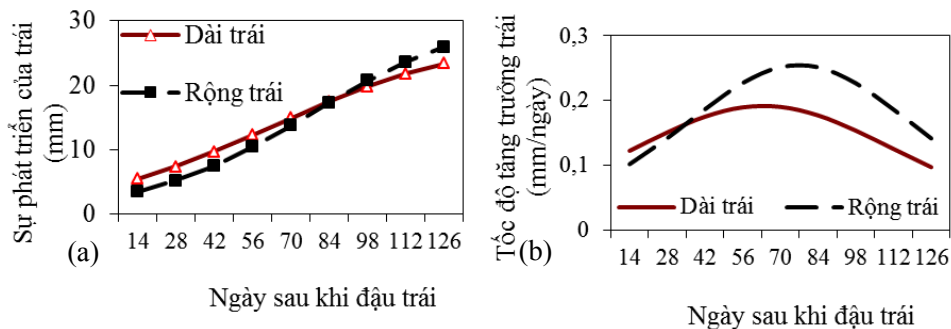 Sự phát triển của trái
(mm)
30
20
10
0
Dài trái
Rộng trái
14 28 42 56 70 84 98 112 126
(a)
Ngày sau khi đậu trái
Tốc độ tăng trưởng trái
(mm/ngày)
0,3
0,2
0,1
0
Dài trái
Rộng trái
14 28 42 56 70 84 98 112 126
(b)
Ngày sau khi đậu trái